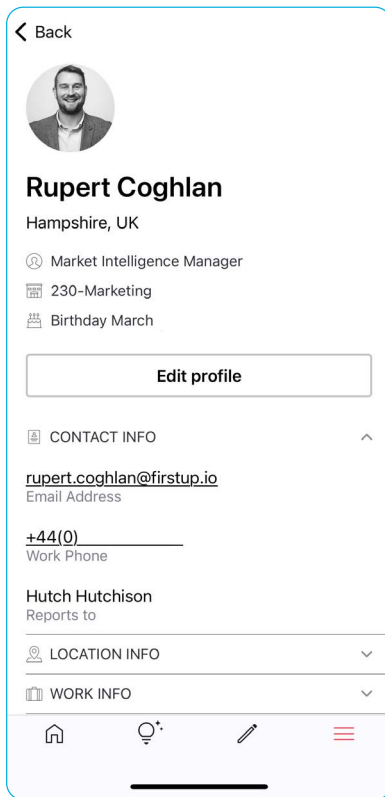 Back
Rupert Coghlan
Hampshire, UK
Market Intelligence Manager
230-Marketing
Birthday March
Edit profile
CONTACT INFO
rupert.coghlan@firstup.io
Email Address
+44(0)
Work Phone
Hutch Hutchison
Reports to
LOCATION INFO
WORK INFO